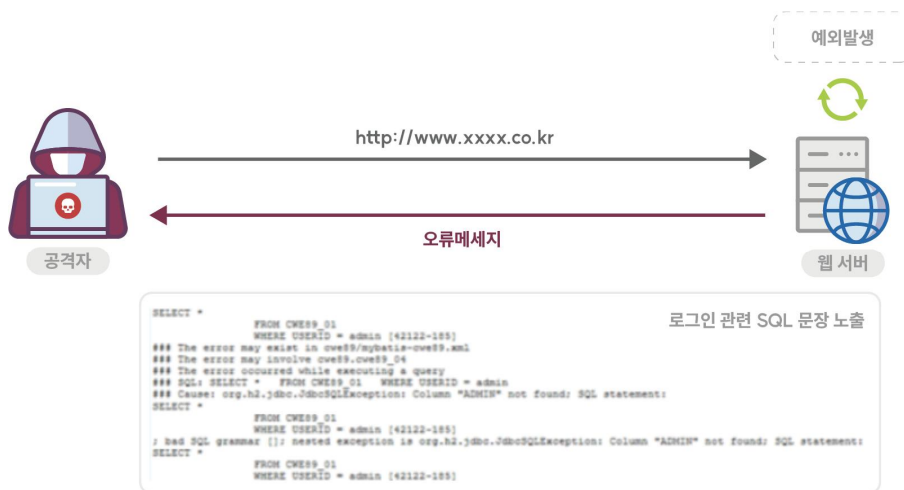 예외발생
http://www.xxxx.co.kr
오류메세지
공격자
웹 서버
로그인 관련 SQL 문장 노출
SELECT *
FROM CWE89_01
WHERE USERID = admin [42122-185]
### The error may exist in cwe89/mybatis-cwe89.xml
### The error may involve cwe89.cwe89_04
### The error occurred while executing a query
### SQL: SELECT * FROM CWE89_01 WHERE USERID = admin
### Cause: org.h2.jdbc.JdbcSQLException: Column "ADMIN" not found; SQL statement:
SELECT *
FROM CWE89_01
WHERE USERID = admin [42122-185]
; bad SQL grammar []; nested exception is org.h2.jdbc.JdbcSQLException: Column "ADMIN" not found; SQL statement:
SELECT *
FROM CWE89_01
WHERE USERID = admin [42122-185]